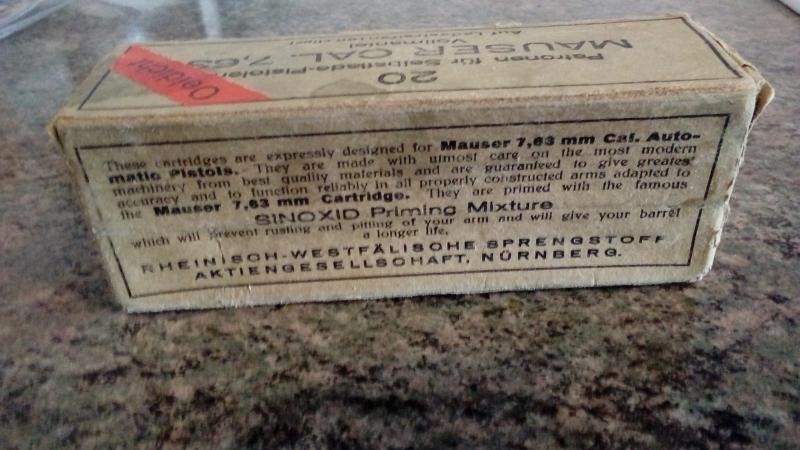 20
Patronen für Selbstlade-Pistolen
MAUSER CAL. 7,63
Vollmantel
Auf Ladestreifen
Oeldicht
These cartridges are expressly designed for Mauser 7,63 mm Cal. Auto-
matic Pistols. They are made with utmost care on the most modern
machinery from best quality materials and are guaranteed to give greatest
accuracy and to function reliably in all properly constructed arms adapted to
the Mauser 7,63 mm Cartridge. They are primed with the famous
SINOXID Priming Mixture
which will prevent rusting and pitting of your arm and will give your barrel
a longer life.
RHEINISCH-WESTFÄLISCHE SPRENGSTOFF
AKTIENGESELLSCHAFT, NÜRNBERG.